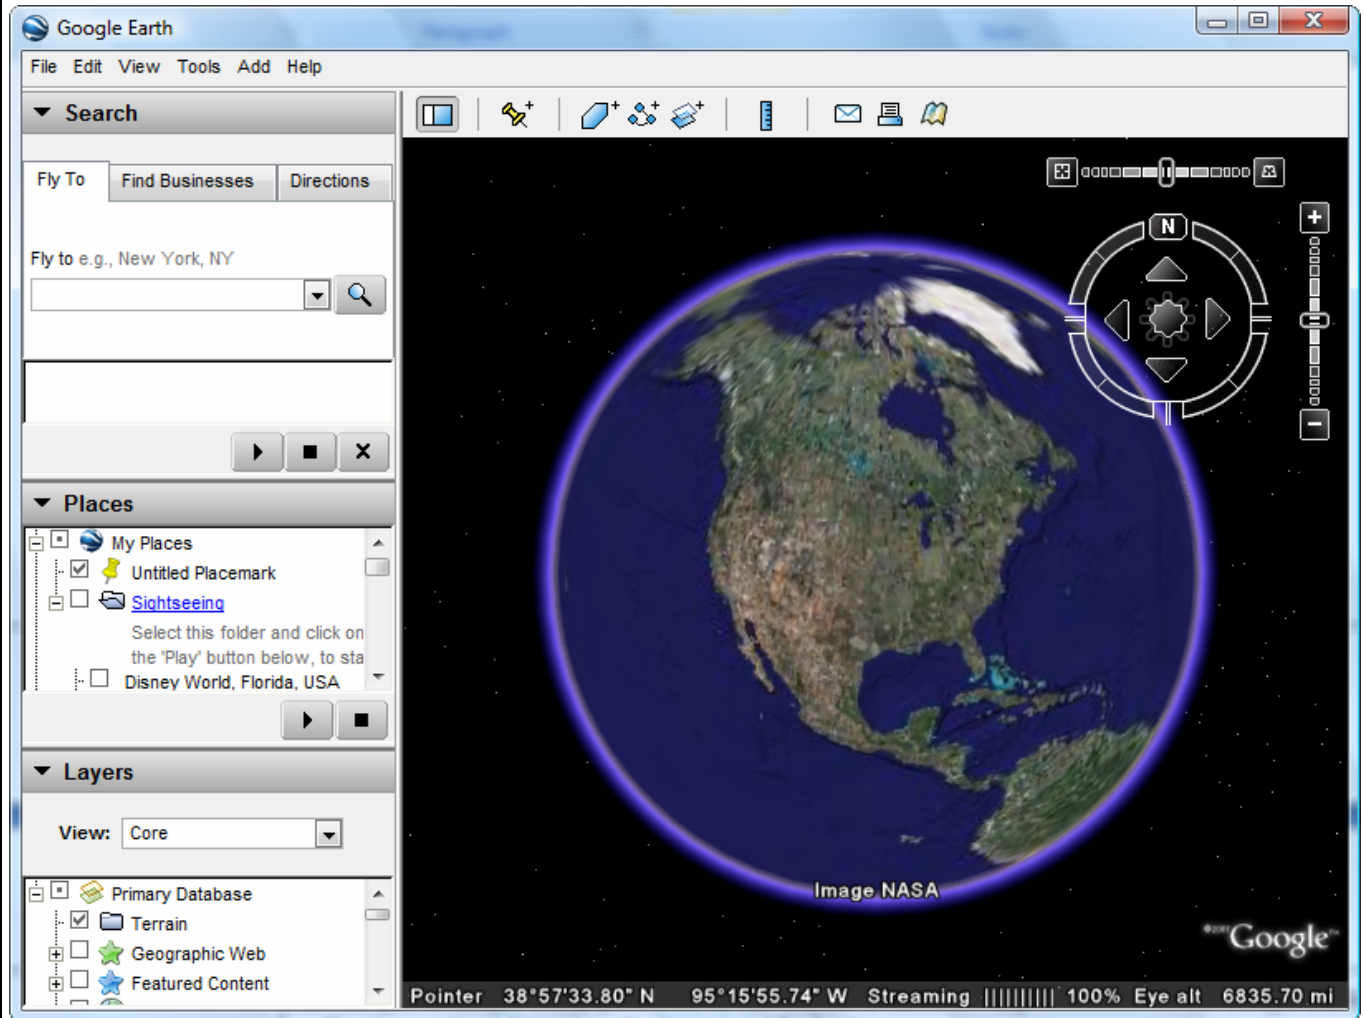 Google Earth
File Edit View Tools Add Help
Search
Fly To Find Businesses Directions
Fly to e.g., New York, NY
Places
My Places
Untitled Placemark
Sightseeing
Select this folder and click on
the 'Play' button below, to sta
Disney World, Florida, USA
Layers
View: Core
Primary Database
Terrain
Geographic Web
Featured Content
N
Image NASA
Google
Pointer 38°57'33.80" N 95°15'55.74" W Streaming |||||||||| 100% Eye alt 6835.70 mi